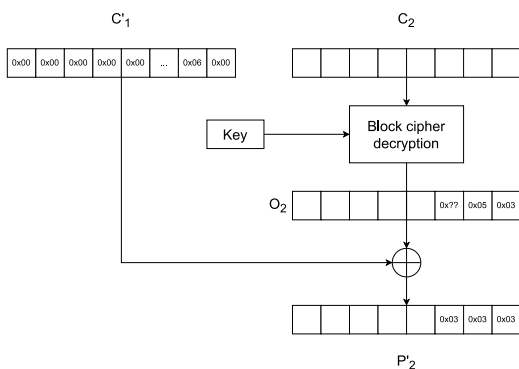 C'1 C2
0x00 0x00 0x00 0x00 0x00 ... 0x06 0x00
Key
Block cipher
decryption
O2 0x?? 0x05 0x03
0x03 0x03 0x03
P'2